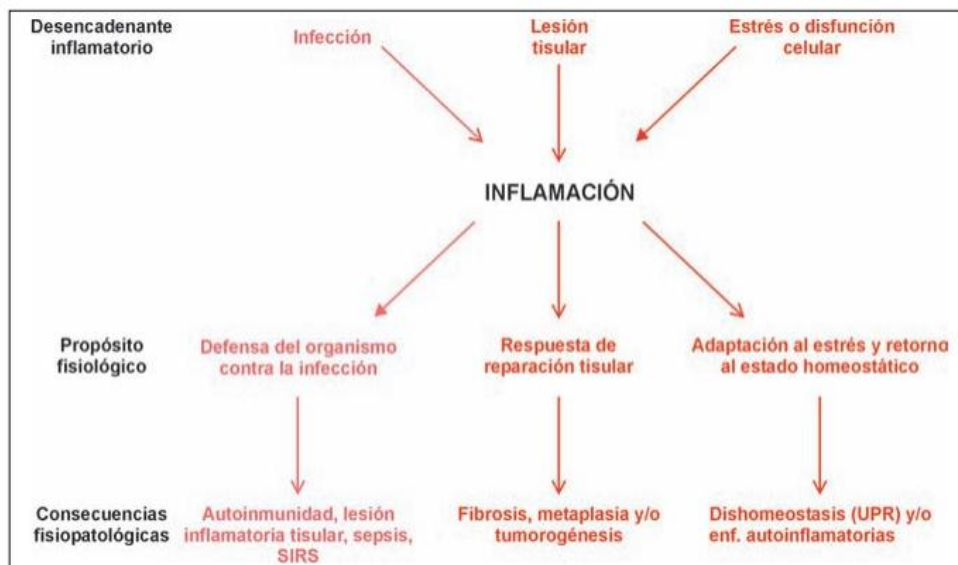 Desencadenante
inflamatorio
Infección
Lesión
tisular
Estrés o disfunción
celular
INFLAMACIÓN
Propósito
fisiológico
Defensa del organismo
contra la infección
Respuesta de
reparación tisular
Adaptación al estrés y retorno
al estado homeostático
Consecuencias
fisiopatológicas
Autoinmunidad, lesión
inflamatoria tisular, sepsis,
SIRS
Fibrosis, metaplasia y/o
tumorogénesis
Dishomeostasis (UPR) y/o
enf. autoinflamatorias